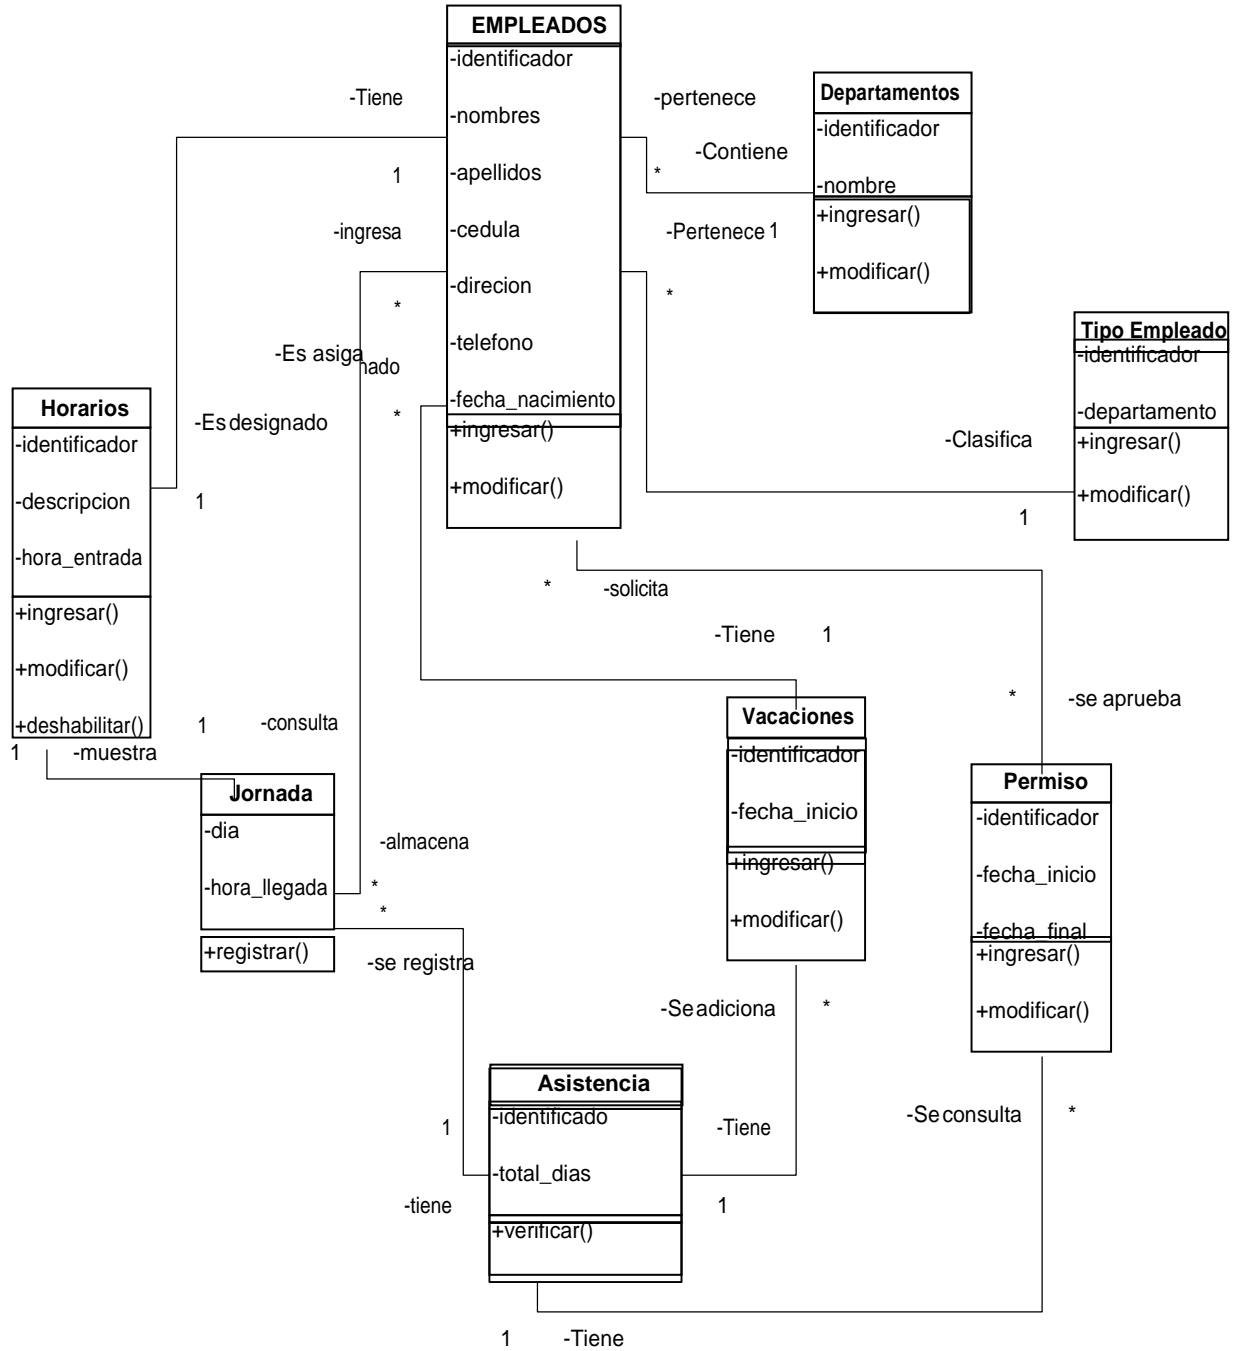 EMPLEADOS
-identificador
-nombres
-apellidos
-cedula
-direcion
-telefono
-fecha_nacimiento
+ingresar()
+modificar()
-Tiene
1
-ingresa
*
-Es asiganado
*
-pertenece
-Contiene
*
-Pertenece 1
*
Departamentos
-identificador
-nombre
+ingresar()
+modificar()
Tipo Empleado
-identificador
-departamento
+ingresar()
+modificar()
-Clasifica
1
Horarios
-identificador
-descripcion
-hora_entrada
+ingresar()
+modificar()
+deshabilitar()
-Es designado
1
* -solicita
-Tiene 1
* -se aprueba
1 -consulta
1 -muestra
Jornada
-dia
-hora_llegada
+registrar()
-almacena
*
*
-se registra
Vacaciones
-identificador
-fecha_inicio
+ingresar()
+modificar()
-Se adiciona *
Permiso
-identificador
-fecha_inicio
-fecha_final
+ingresar()
+modificar()
-Se consulta *
Asistencia
-identificado
-total_dias
+verificar()
1
-tiene
-Tiene
1
1 -Tiene